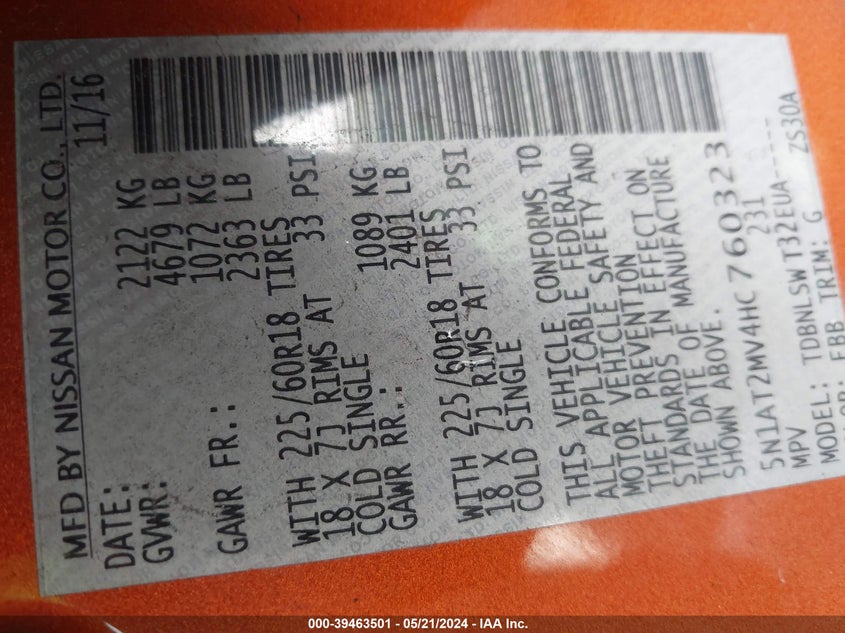 MFD BY NISSAN MOTOR CO., LTD.
DATE: 11/16
GVWR: 2122 KG
4679 LB
GAWR FR.: 1072 KG
2363 LB
WITH 225/60R18 TIRES
18 X 7J RIMS AT 33 PSI
COLD SINGLE
GAWR RR.: 1089 KG
2401 LB
WITH 225/60R18 TIRES
18 X 7J RIMS AT 33 PSI
COLD SINGLE
THIS VEHICLE CONFORMS TO
ALL APPLICABLE FEDERAL
MOTOR VEHICLE SAFETY AND
THEFT PREVENTION
STANDARDS IN EFFECT ON
THE DATE OF MANUFACTURE
SHOWN ABOVE.
5N1AT2MV4HC760323
MPV 231
MODEL: TDBNLSW T32EUA-----
FBB TRIM: G ZS30A
000-39463501 - 05/21/2024 - IAA Inc.